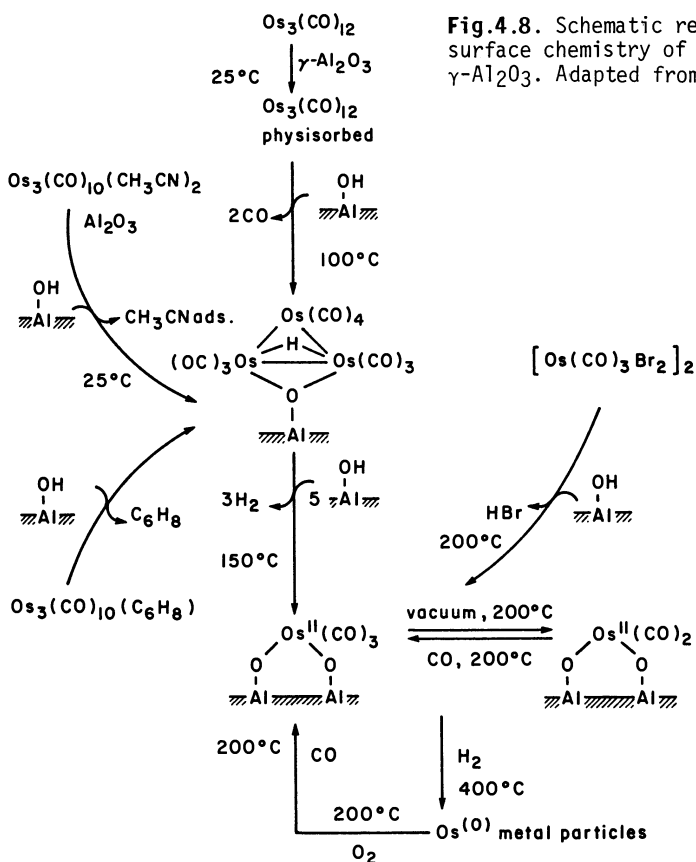 Os3(CO)12
Fig.4.8. Schematic re
surface chemistry of
γ-Al2O3. Adapted from
25°C
γ-Al2O3
Os3(CO)12
physisorbed
Os3(CO)10(CH3CN)2
Al2O3
2CO
OH
Al
100°C
OH
Al
CH3CNads.
25°C
Os(CO)4
H
(OC)3Os
Os(CO)3
O
Al
[Os(CO)3Br2]2
OH
Al
C6H8
3H2
5
OH
Al
150°C
HBr
OH
Al
200°C
Os3(CO)10(C6H8)
OsII(CO)3
O
O
Al
Al
vacuum, 200°C
CO, 200°C
OsII(CO)2
O
O
Al
Al
200°C
CO
H2
400°C
200°C
O2
Os(O) metal particles